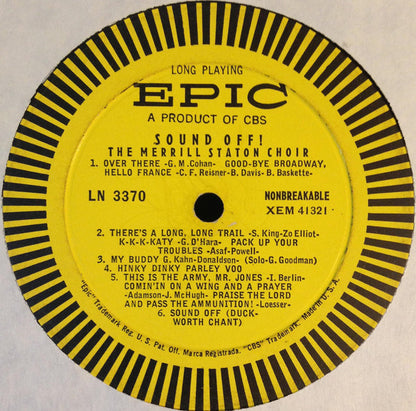 LONG PLAYING
EPIC
A PRODUCT OF CBS
SOUND OFF!
THE MERRILL STATON CHOIR
1. OVER THERE -G.M.Cohan- GOOD-BYE BROADWAY,
HELLO FRANCE -C.F. Reisner-B. Davis-B. Baskette-
LN 3370
NONBREAKABLE
XEM 41321
2. THERE'S A LONG, LONG TRAIL -S. King-Zo Elliot-
K-K-K-KATY -G.D'Hara- PACK UP YOUR
TROUBLES -Asaf-Powell-
3. MY BUDDY G. Kahn-Donaldson- (Solo-G.Goodman)
4. HINKY DINKEY PARLEY VOO
5. THIS IS THE ARMY, MR. JONES -I. Berlin-
COMIN'IN ON A WING AND A PRAYER
-Adamson-J.McHugh- PRAISE THE LORD
AND PASS THE AMMUNITION! -Loesser-
6. SOUND OFF (DUCK-
WORTH CHANT)
"Epic" Trademark Reg. U. S. Pat. Off. Marca Registrada. "CBS" Trademark. Made in U. S. A.